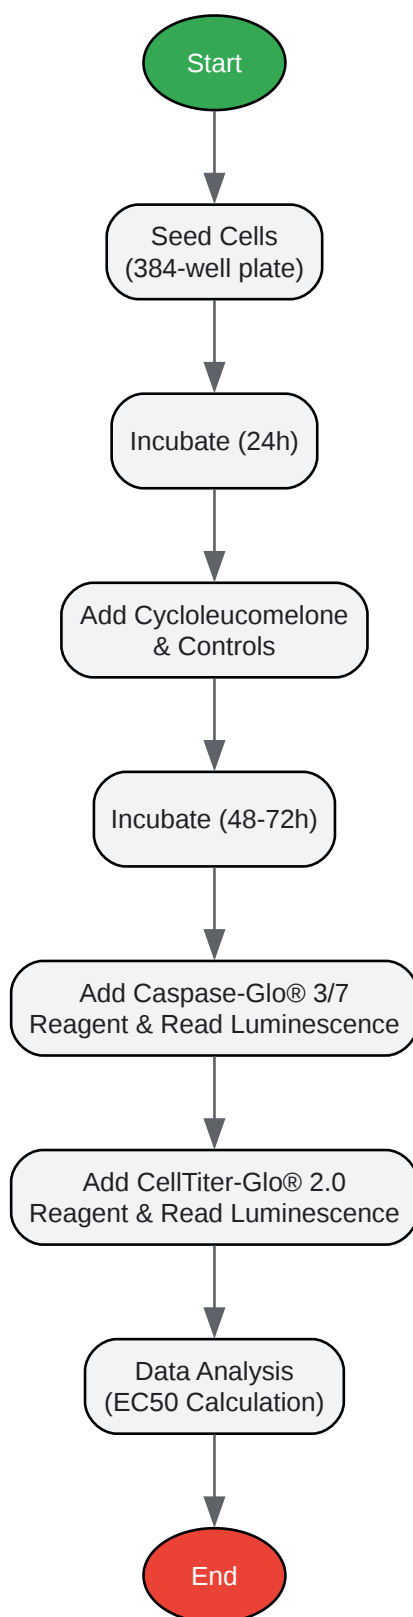 Start
Seed Cells
(384-well plate)
Incubate (24h)
Add Cycloleucomelone
& Controls
Incubate (48-72h)
Add Caspase-Glo® 3/7
Reagent & Read Luminescence
Add CellTiter-Glo® 2.0
Reagent & Read Luminescence
Data Analysis
(EC50 Calculation)
End